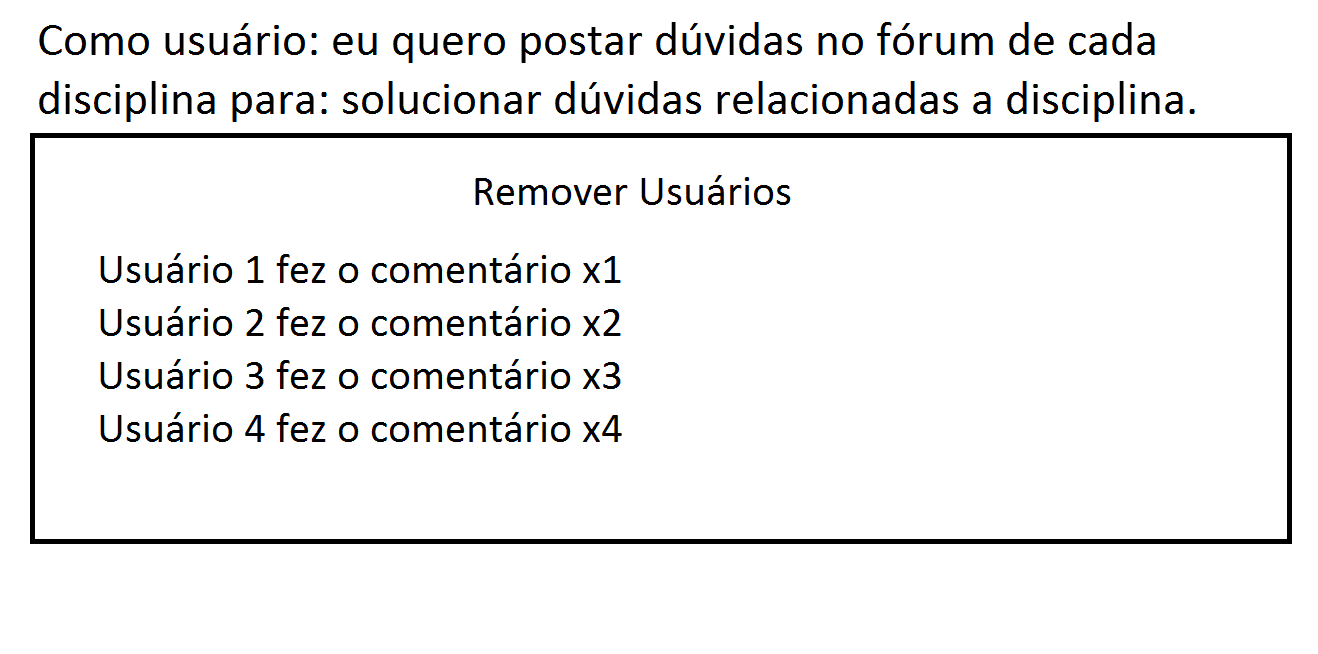 Como usuário: eu quero postar dúvidas no fórum de cada
disciplina para: solucionar dúvidas relacionadas a disciplina.
Remover Usuários
Usuário 1 fez o comentário x1
Usuário 2 fez o comentário x2
Usuário 3 fez o comentário x3
Usuário 4 fez o comentário x4